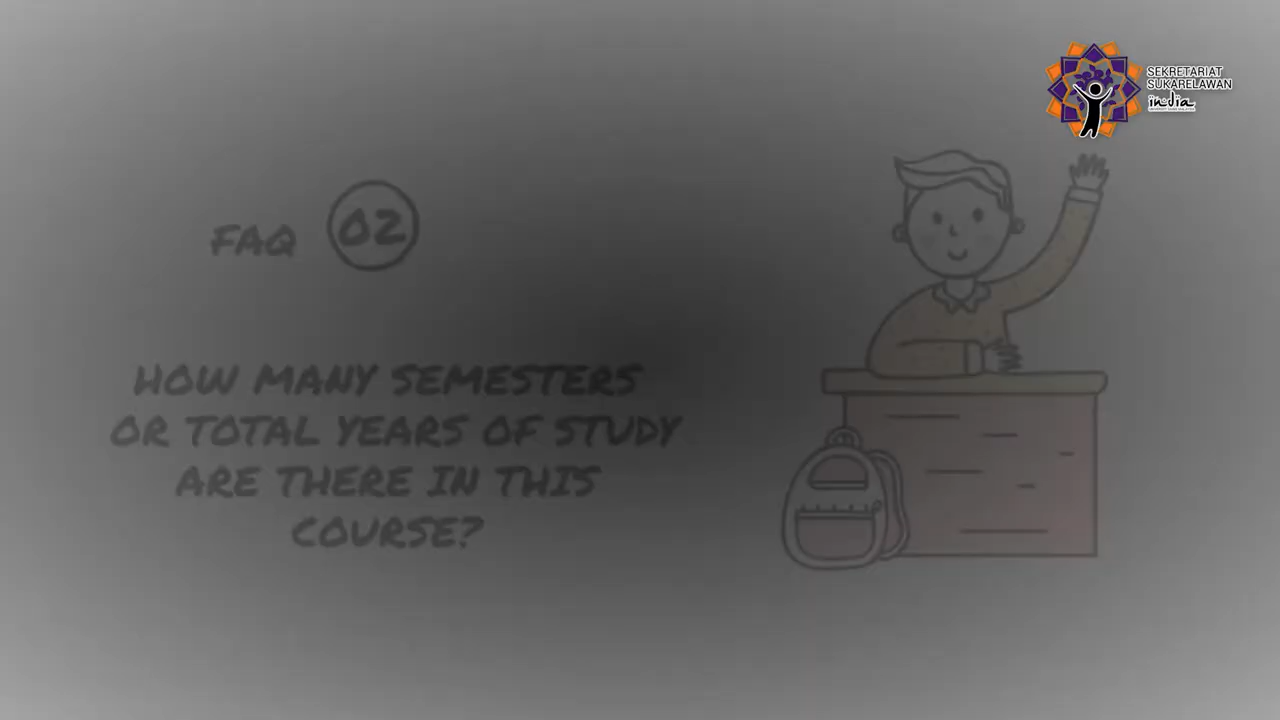 SEKRETARIAT
SUKARELAWAN
india
FAQ 02
HOW MANY SEMESTERS
OR TOTAL YEARS OF STUDY
ARE THERE IN THIS
COURSE?